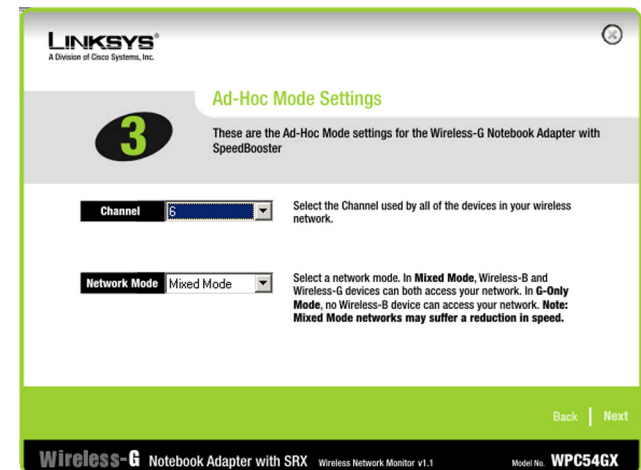 LINKSYS®
A Division of Cisco Systems, Inc.
Ad-Hoc Mode Settings
3
These are the Ad-Hoc Mode settings for the Wireless-G Notebook Adapter with
SpeedBooster
Channel
6
Select the Channel used by all of the devices in your wireless
network.
Network Mode
Mixed Mode
Select a network mode. In Mixed Mode, Wireless-B and
Wireless-G devices can both access your network. In G-Only
Mode, no Wireless-B device can access your network. Note:
Mixed Mode networks may suffer a reduction in speed.
Back | Next
Wireless-G Notebook Adapter with SRX Wireless Network Monitor v1.1 Model No. WPC54GX